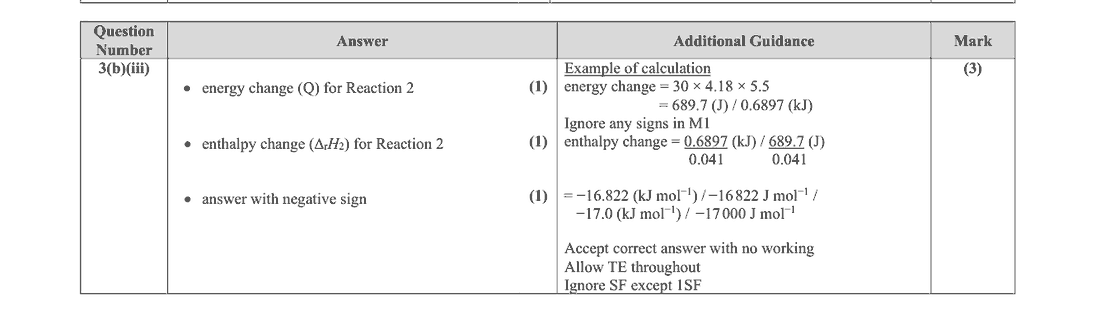 Question Number
Answer
Additional Guidance
Mark
3(b)(iii)
(3)
• energy change (Q) for Reaction 2 (1)
• enthalpy change (ΔrH2) for Reaction 2 (1)
• answer with negative sign (1)
Example of calculation
energy change = 30 × 4.18 × 5.5
= 689.7 (J) / 0.6897 (kJ)
Ignore any signs in M1
enthalpy change = 0.6897 (kJ) / 689.7 (J)
0.041 0.041
= −16.822 (kJ mol⁻¹) / −16 822 J mol⁻¹ /
−17.0 (kJ mol⁻¹) / −17 000 J mol⁻¹
Accept correct answer with no working
Allow TE throughout
Ignore SF except 1SF